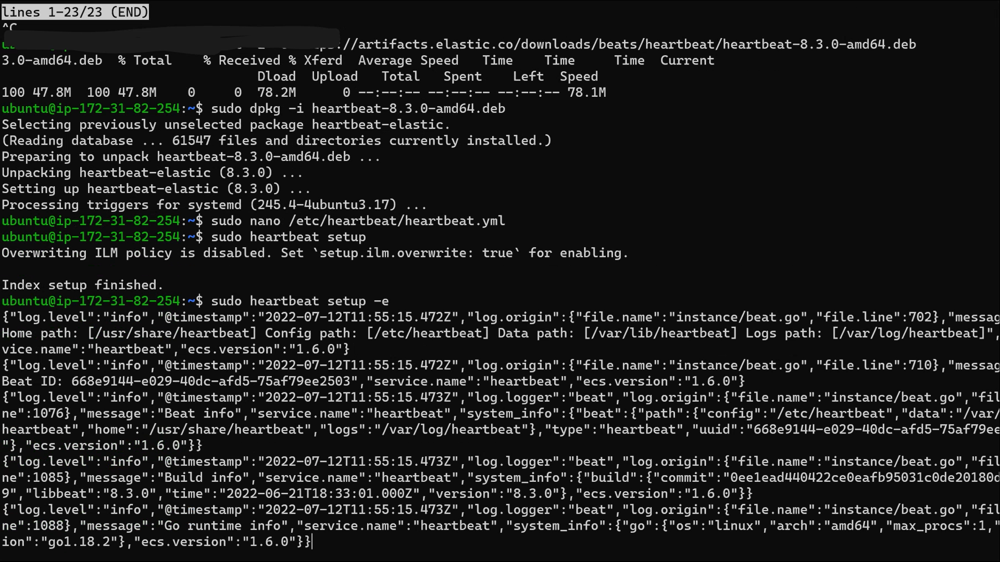 lines 1-23/23 (END)
^C
://artifacts.elastic.co/downloads/beats/heartbeat/heartbeat-8.3.0-amd64.deb
3.0-amd64.deb  % Total    % Received % Xferd  Average Speed   Time    Time     Time  Current
Dload  Upload   Total   Spent    Left  Speed
100 47.8M  100 47.8M    0     0  78.2M      0 --:--:-- --:--:-- --:--:-- 78.1M
ubuntu@ip-172-31-82-254:~$ sudo dpkg -i heartbeat-8.3.0-amd64.deb
Selecting previously unselected package heartbeat-elastic.
(Reading database ... 61547 files and directories currently installed.)
Preparing to unpack heartbeat-8.3.0-amd64.deb ...
Unpacking heartbeat-elastic (8.3.0) ...
Setting up heartbeat-elastic (8.3.0) ...
Processing triggers for systemd (245.4-4ubuntu3.17) ...
ubuntu@ip-172-31-82-254:~$ sudo nano /etc/heartbeat/heartbeat.yml
ubuntu@ip-172-31-82-254:~$ sudo heartbeat setup
Overwriting ILM policy is disabled. Set `setup.ilm.overwrite: true` for enabling.
Index setup finished.
ubuntu@ip-172-31-82-254:~$ sudo heartbeat setup -e
{"log.level":"info","@timestamp":"2022-07-12T11:55:15.472Z","log.origin":{"file.name":"instance/beat.go","file.line":702},"messag
Home path: [/usr/share/heartbeat] Config path: [/etc/heartbeat] Data path: [/var/lib/heartbeat] Logs path: [/var/log/heartbeat]",
vice.name":"heartbeat","ecs.version":"1.6.0"}
{"log.level":"info","@timestamp":"2022-07-12T11:55:15.472Z","log.origin":{"file.name":"instance/beat.go","file.line":710},"messag
Beat ID: 668e9144-e029-40dc-afd5-75af79ee2503","service.name":"heartbeat","ecs.version":"1.6.0"}
{"log.level":"info","@timestamp":"2022-07-12T11:55:15.473Z","log.logger":"beat","log.origin":{"file.name":"instance/beat.go","fil
ne":1076},"message":"Beat info","service.name":"heartbeat","system_info":{"beat":{"path":{"config":"/etc/heartbeat","data":"/var/
heartbeat","home":"/usr/share/heartbeat","logs":"/var/log/heartbeat"},"type":"heartbeat","uuid":"668e9144-e029-40dc-afd5-75af79ee
"},"ecs.version":"1.6.0"}}
{"log.level":"info","@timestamp":"2022-07-12T11:55:15.473Z","log.logger":"beat","log.origin":{"file.name":"instance/beat.go","fil
ne":1085},"message":"Build info","service.name":"heartbeat","system_info":{"build":{"commit":"0ee1ead440422ce0eafb95031c0de20180d
9","libbeat":"8.3.0","time":"2022-06-21T18:33:01.000Z","version":"8.3.0"},"ecs.version":"1.6.0"}}
{"log.level":"info","@timestamp":"2022-07-12T11:55:15.473Z","log.logger":"beat","log.origin":{"file.name":"instance/beat.go","fil
ne":1088},"message":"Go runtime info","service.name":"heartbeat","system_info":{"go":{"os":"linux","arch":"amd64","max_procs":1,"
ion":"go1.18.2"},"ecs.version":"1.6.0"}}